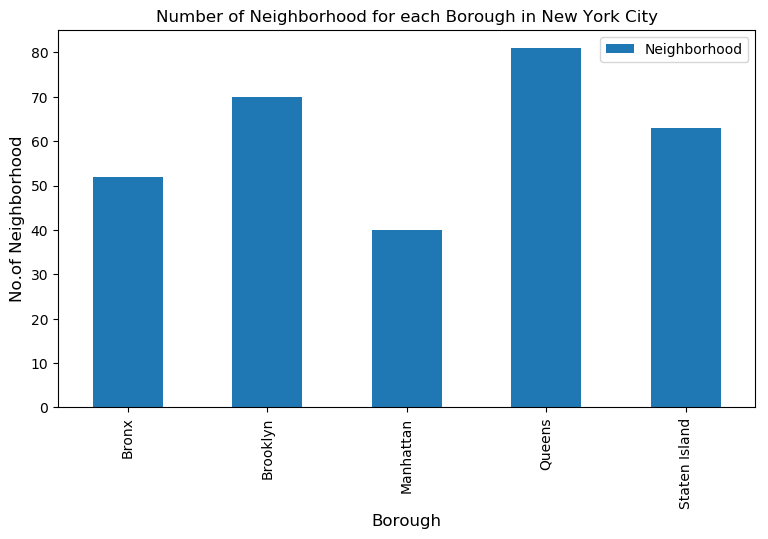 Number of Neighborhood for each Borough in New York City
Neighborhood
No.of Neighborhood
80
70
60
50
40
30
20
10
0
Bronx
Brooklyn
Manhattan
Queens
Staten Island
Borough